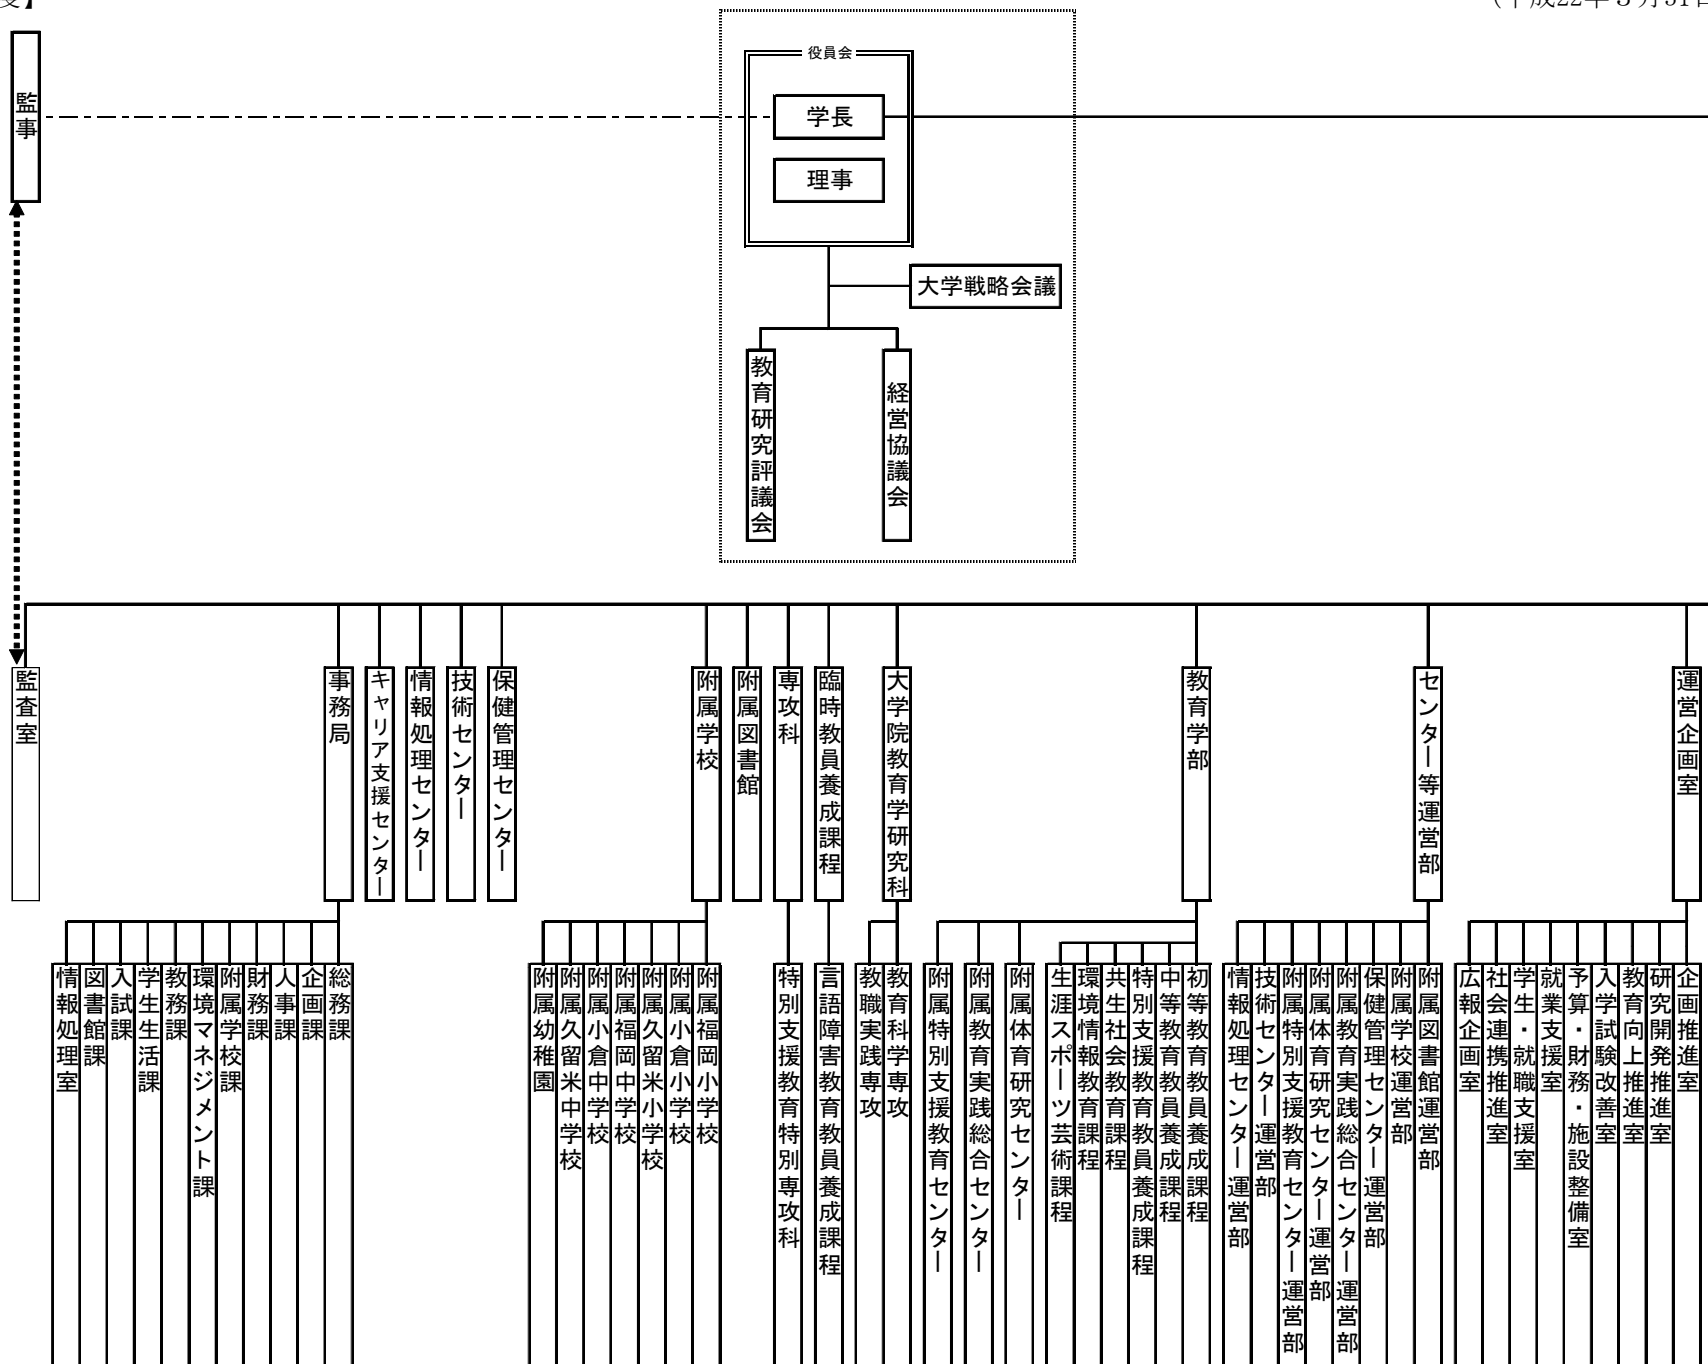 度】
（平成22年３月31日
役員会
監事
学長
理事
大学戦略会議
教育研究評議会
経営協議会
監査室
事務局
キャリア支援センター
情報処理センター
技術センター
保健管理センター
附属学校
附属図書館
専攻科
臨時教員養成課程
大学院教育学研究科
教育学部
センター等運営部
運営企画室
情報処理室
図書館課
入試課
学生生活課
教務課
環境マネジメント課
附属学校課
財務課
人事課
企画課
総務課
附属幼稚園
附属久留米中学校
附属小倉中学校
附属福岡中学校
附属久留米小学校
附属小倉小学校
附属福岡小学校
特別支援教育特別専攻科
言語障害教育教員養成課程
教職実践専攻
教育科学専攻
附属特別支援教育センター
附属教育実践総合センター
附属体育研究センター
生涯スポーツ芸術課程
環境情報教育課程
共生社会教育課程
特別支援教育教員養成課程
中等教育教員養成課程
初等教育教員養成課程
情報処理センター運営部
技術センター運営部
附属特別支援教育センター運営部
附属体育研究センター運営部
附属教育実践総合センター運営部
保健管理センター運営部
附属学校運営部
附属図書館運営部
広報企画室
社会連携推進室
学生・就職支援室
就業支援室
予算・財務・施設整備室
入学試験改善室
教育向上推進室
研究開発推進室
企画推進室